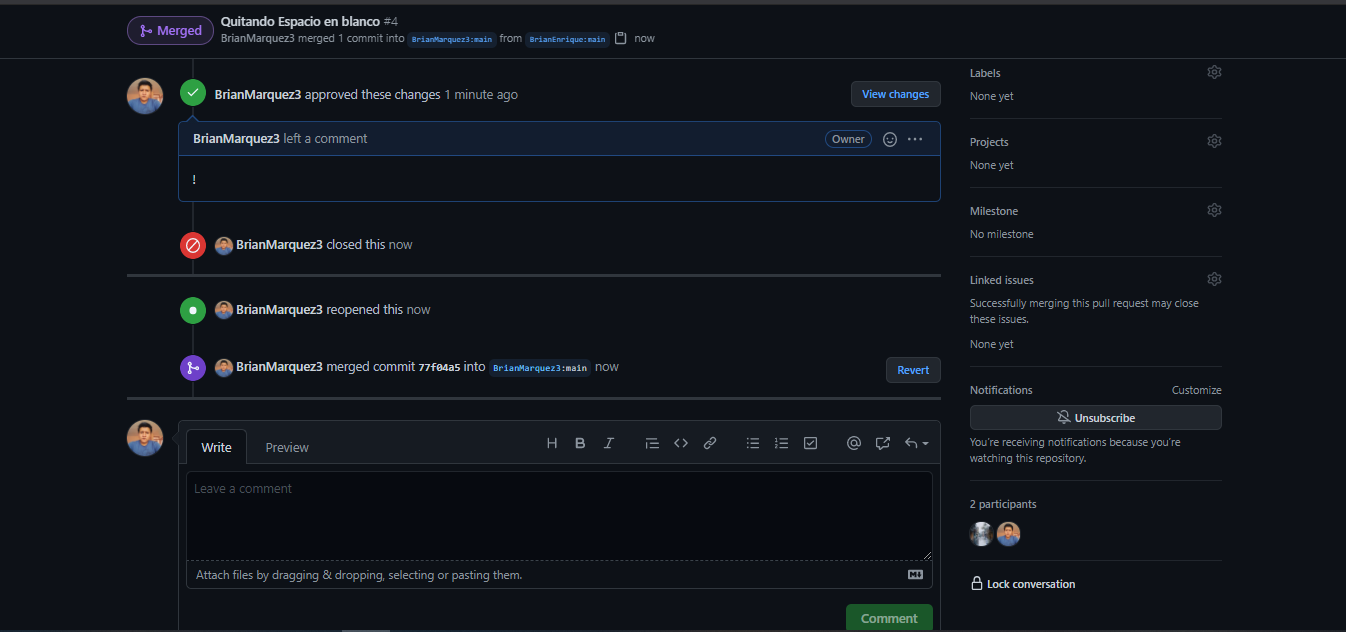 Merged
Quitando Espacio en blanco #4
BrianMarquez3 merged 1 commit into BrianMarquez3:main from BrianEnrique:main now
BrianMarquez3 approved these changes 1 minute ago
View changes
BrianMarquez3 left a comment
Owner
!
BrianMarquez3 closed this now
BrianMarquez3 reopened this now
BrianMarquez3 merged commit 77f04a5 into BrianMarquez3:main now
Revert
Write
Preview
Leave a comment
Attach files by dragging & dropping, selecting or pasting them.
Comment
Labels
None yet
Projects
None yet
Milestone
No milestone
Linked issues
Successfully merging this pull request may close
these issues.
None yet
Notifications
Customize
Unsubscribe
You're receiving notifications because you're
watching this repository.
2 participants
Lock conversation